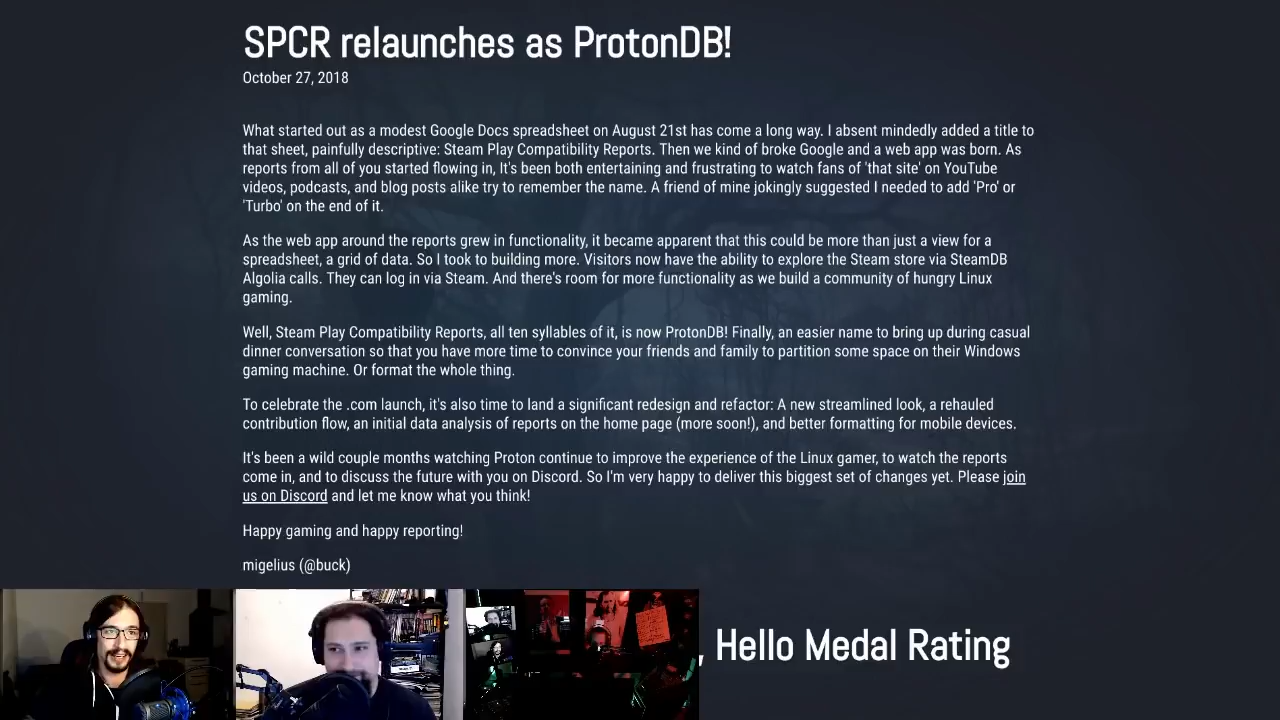 SPCR relaunches as ProtonDB!
October 27, 2018
What started out as a modest Google Docs spreadsheet on August 21st has come a long way. I absent mindedly added a title to
that sheet, painfully descriptive: Steam Play Compatibility Reports. Then we kind of broke Google and a web app was born. As
reports from all of you started flowing in, It's been both entertaining and frustrating to watch fans of 'that site' on YouTube
videos, podcasts, and blog posts alike try to remember the name. A friend of mine jokingly suggested I needed to add 'Pro' or
'Turbo' on the end of it.
As the web app around the reports grew in functionality, it became apparent that this could be more than just a view for a
spreadsheet, a grid of data. So I took to building more. Visitors now have the ability to explore the Steam store via SteamDB
Algolia calls. They can log in via Steam. And there's room for more functionality as we build a community of hungry Linux
gaming.
Well, Steam Play Compatibility Reports, all ten syllables of it, is now ProtonDB! Finally, an easier name to bring up during casual
dinner conversation so that you have more time to convince your friends and family to partition some space on their Windows
gaming machine. Or format the whole thing.
To celebrate the .com launch, it's also time to land a significant redesign and refactor: A new streamlined look, a rehauled
contribution flow, an initial data analysis of reports on the home page (more soon!), and better formatting for mobile devices.
It's been a wild couple months watching Proton continue to improve the experience of the Linux gamer, to watch the reports
come in, and to discuss the future with you on Discord. So I'm very happy to deliver this biggest set of changes yet. Please join
us on Discord and let me know what you think!
Happy gaming and happy reporting!
migelius (@buck)
, Hello Medal Rating